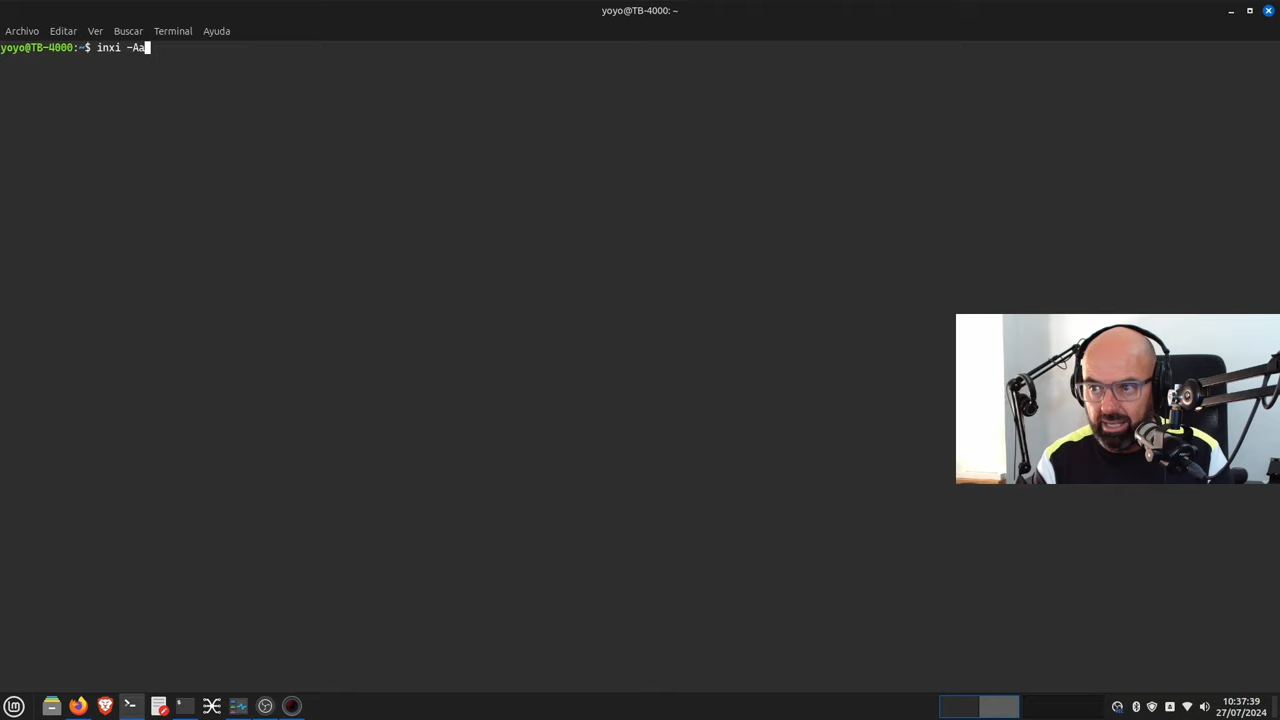 yoyo@TB-4000: ~
Archivo Editar Ver Buscar Terminal Ayuda
yoyo@TB-4000:~$ inxi -Aa
10:37:39
27/07/2024